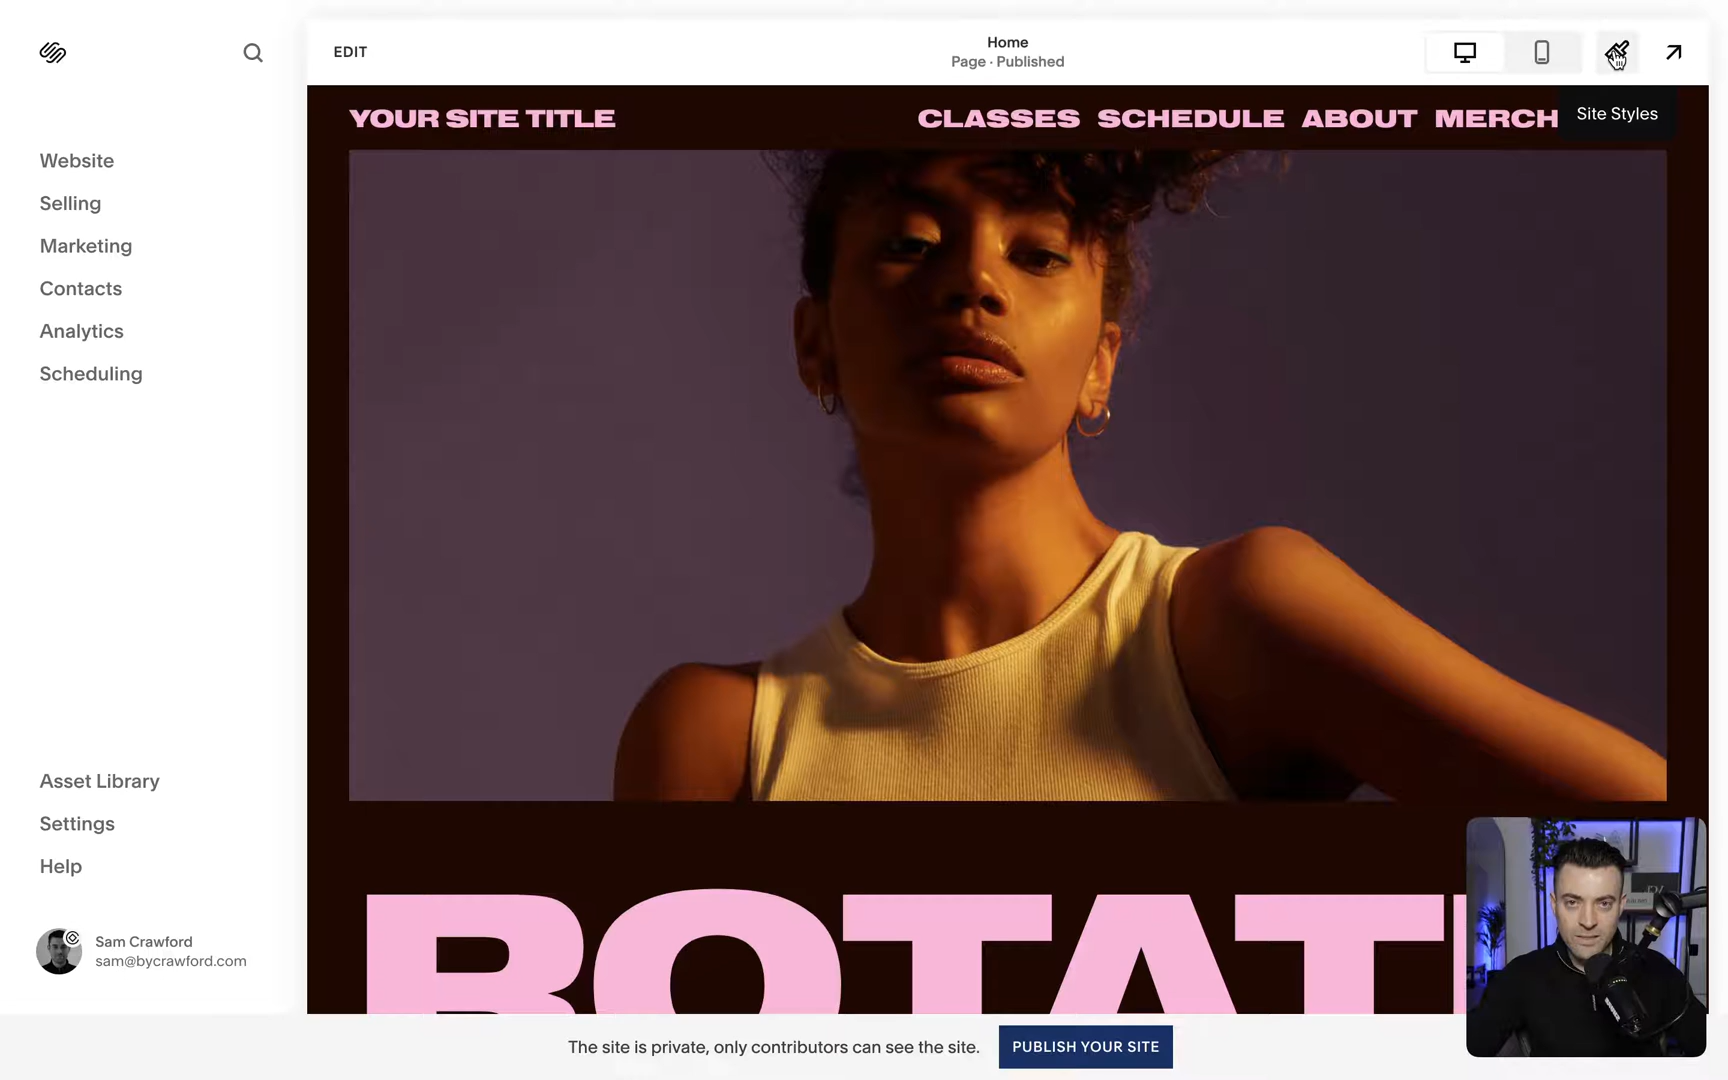 EDIT
Home
Page · Published
Site Styles
YOUR SITE TITLE
CLASSES SCHEDULE ABOUT MERCH
Website
Selling
Marketing
Contacts
Analytics
Scheduling
Asset Library
Settings
Help
Sam Crawford
sam@bycrawford.com
ROTAT
The site is private, only contributors can see the site.
PUBLISH YOUR SITE